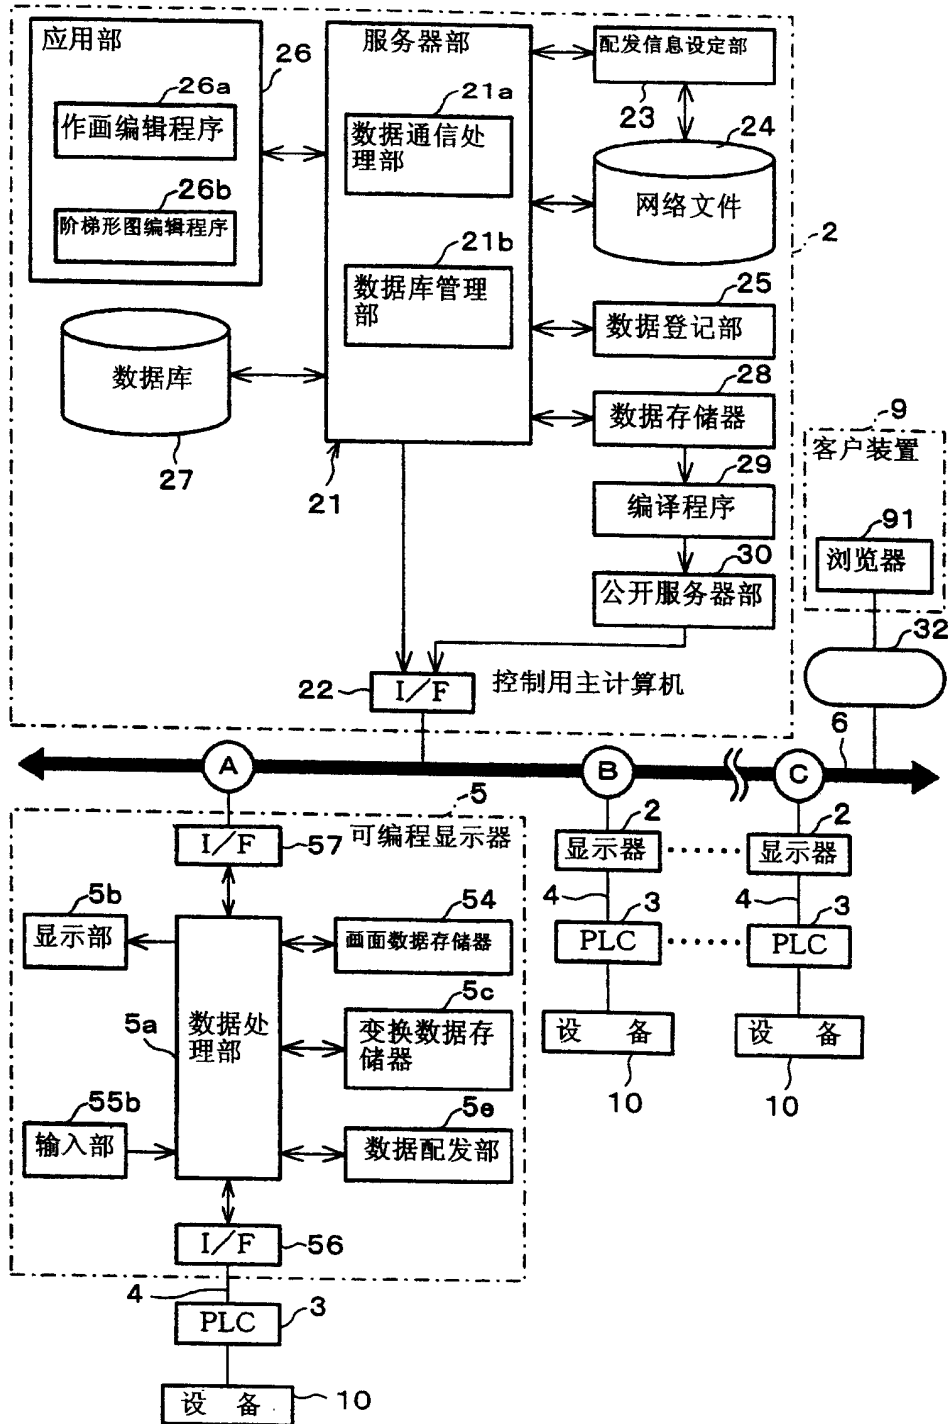 应用部
26
26a
作画编辑程序
26b
阶梯形图编辑程序
数据库
27
服务器部
21a
数据通信处
理部
21b
数据库管理
部
21
配发信息设定部
23
24
网络文件
2
25
数据登记部
28
数据存储器
29
编译程序
30
公开服务器部
22
I/F
控制用主计算机
9
客户装置
91
浏览器
32
6
A
B
C
5
可编程显示器
I/F
57
5b
显示部
54
画面数据存储器
5a
数据处
理部
5c
变换数据存
储器
55b
输入部
5e
数据配发部
I/F
56
4
PLC
3
设 备
10
2
显示器
4
3
PLC
设 备
10
2
显示器
4
3
PLC
设 备
10